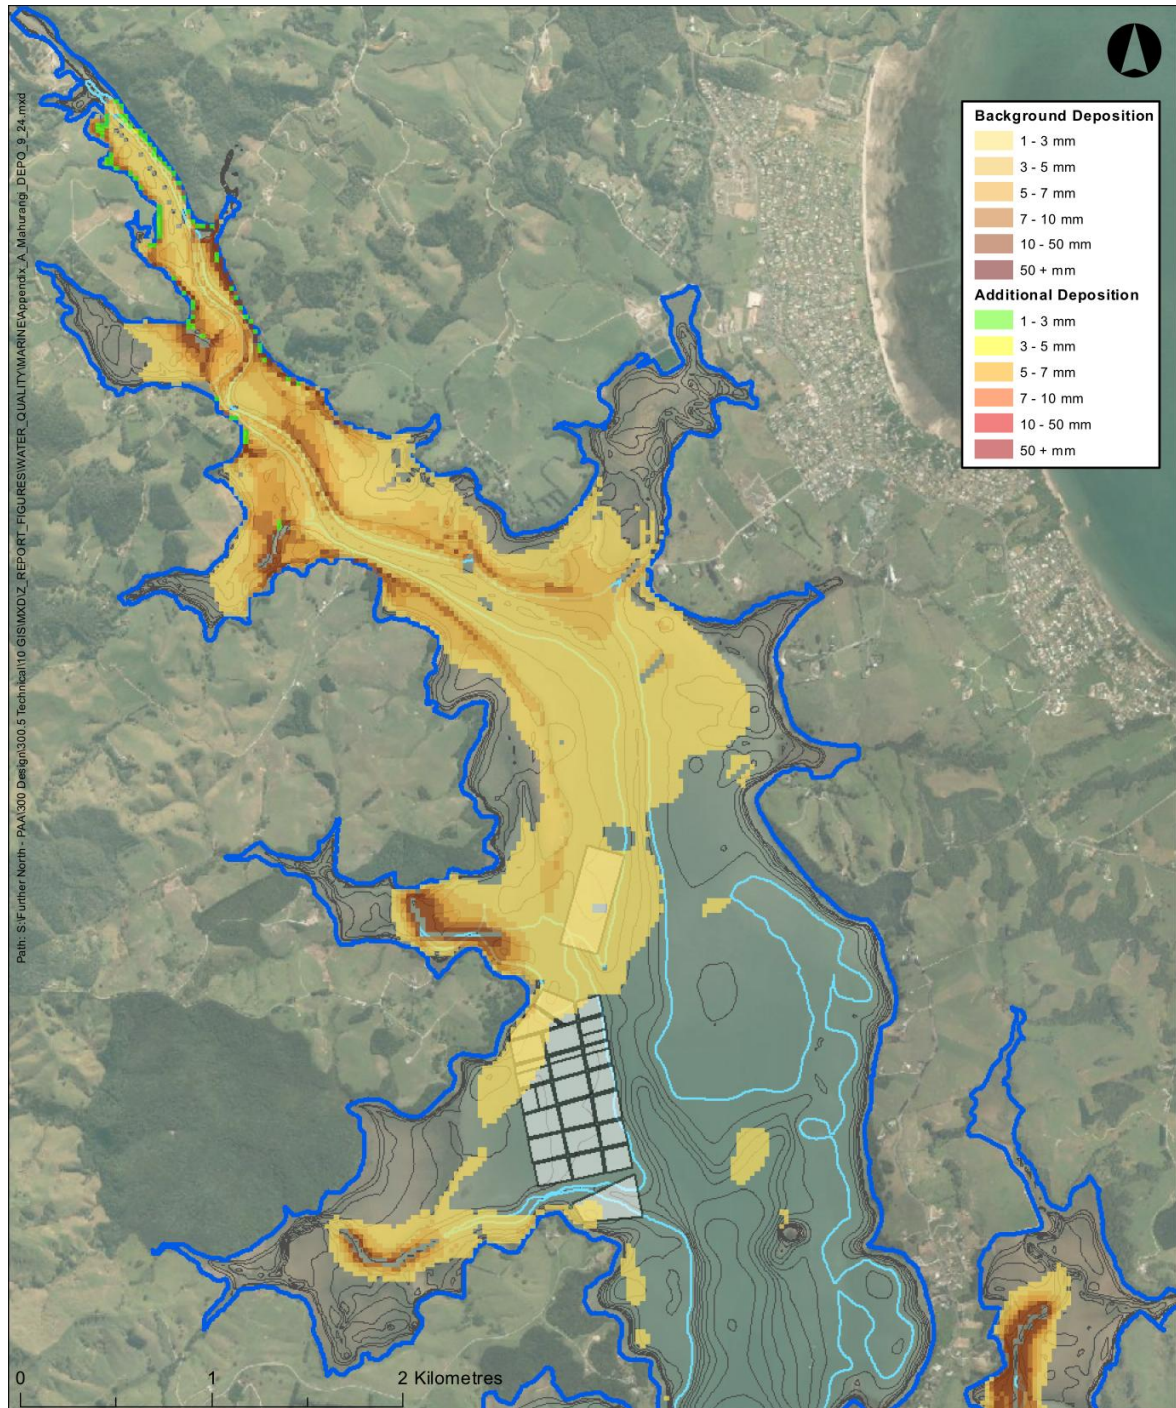 Background Deposition
1 - 3 mm
3 - 5 mm
5 - 7 mm
7 - 10 mm
10 - 50 mm
50 + mm
Additional Deposition
1 - 3 mm
3 - 5 mm
5 - 7 mm
7 - 10 mm
10 - 50 mm
50 + mm
Path: S:\Further North - PAA\300 Design\300.5 Technical\10 GIS\MXD\Z_REPORT_FIGURES\WATER_QUALITY\MARINE\Appendix_A_Mahurangi_DEPO_9_24.mxd
0 1 2 Kilometres